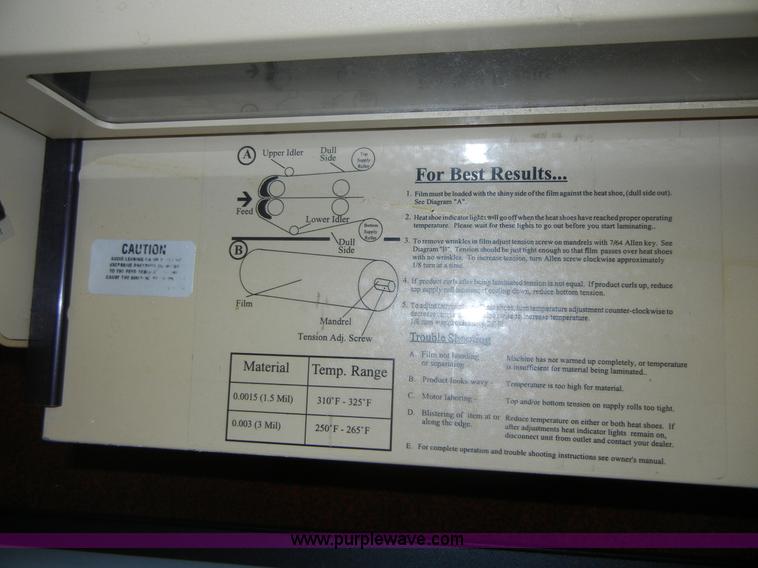 A
Upper Idler
Dull
Side
Top
Supply
Roller
Feed
Lower Idler
Bottom
Supply
Roller
Dull
Side
B
Film
Mandrel
Tension Adj. Screw
CAUTION
Material Temp. Range
0.0015 (1.5 Mil) 310°F - 325°F
0.003 (3 Mil) 250°F - 265°F
For Best Results...
1. Film must be loaded with the shiny side of the film against the heat shoe, (dull side out).
See Diagram "A".
2. Heat shoe indicator lights will go off when the heat shoes have reached proper operating
temperature. Please wait for these lights to go out before you start laminating..
3. To remove wrinkles in film adjust tension screw on mandrels with 7/64 Allen key. See
Diagram "B". Tension should be just tight enough so that film passes over heat shoes
with no wrinkles. To increase tension, turn Allen screw clockwise approximately
1/8 turn at a time.
4. If product curls after being laminated tension is not equal. If product curls up, reduce
top supply roll tension, if curling down, reduce bottom tension.
5. To adjust turn temperature adjustment counter-clockwise to
decrease to increase temperature.
Trouble Shooting
A. Film not bonding
or separating
Machine has not warmed up completely, or temperature
is insufficient for material being laminated..
B. Product looks wavy - Temperature is too high for material.
C. Motor laboring - Top and/or bottom tension on supply rolls too tight.
D. Blistering of item at or
along the edge.
Reduce temperature on either or both heat shoes. If
after adjustments heat indicator lights remain on,
disconnect unit from outlet and contact your dealer.
E. For complete operation and trouble shooting instructions see owner's manual.
www.purplewave.com